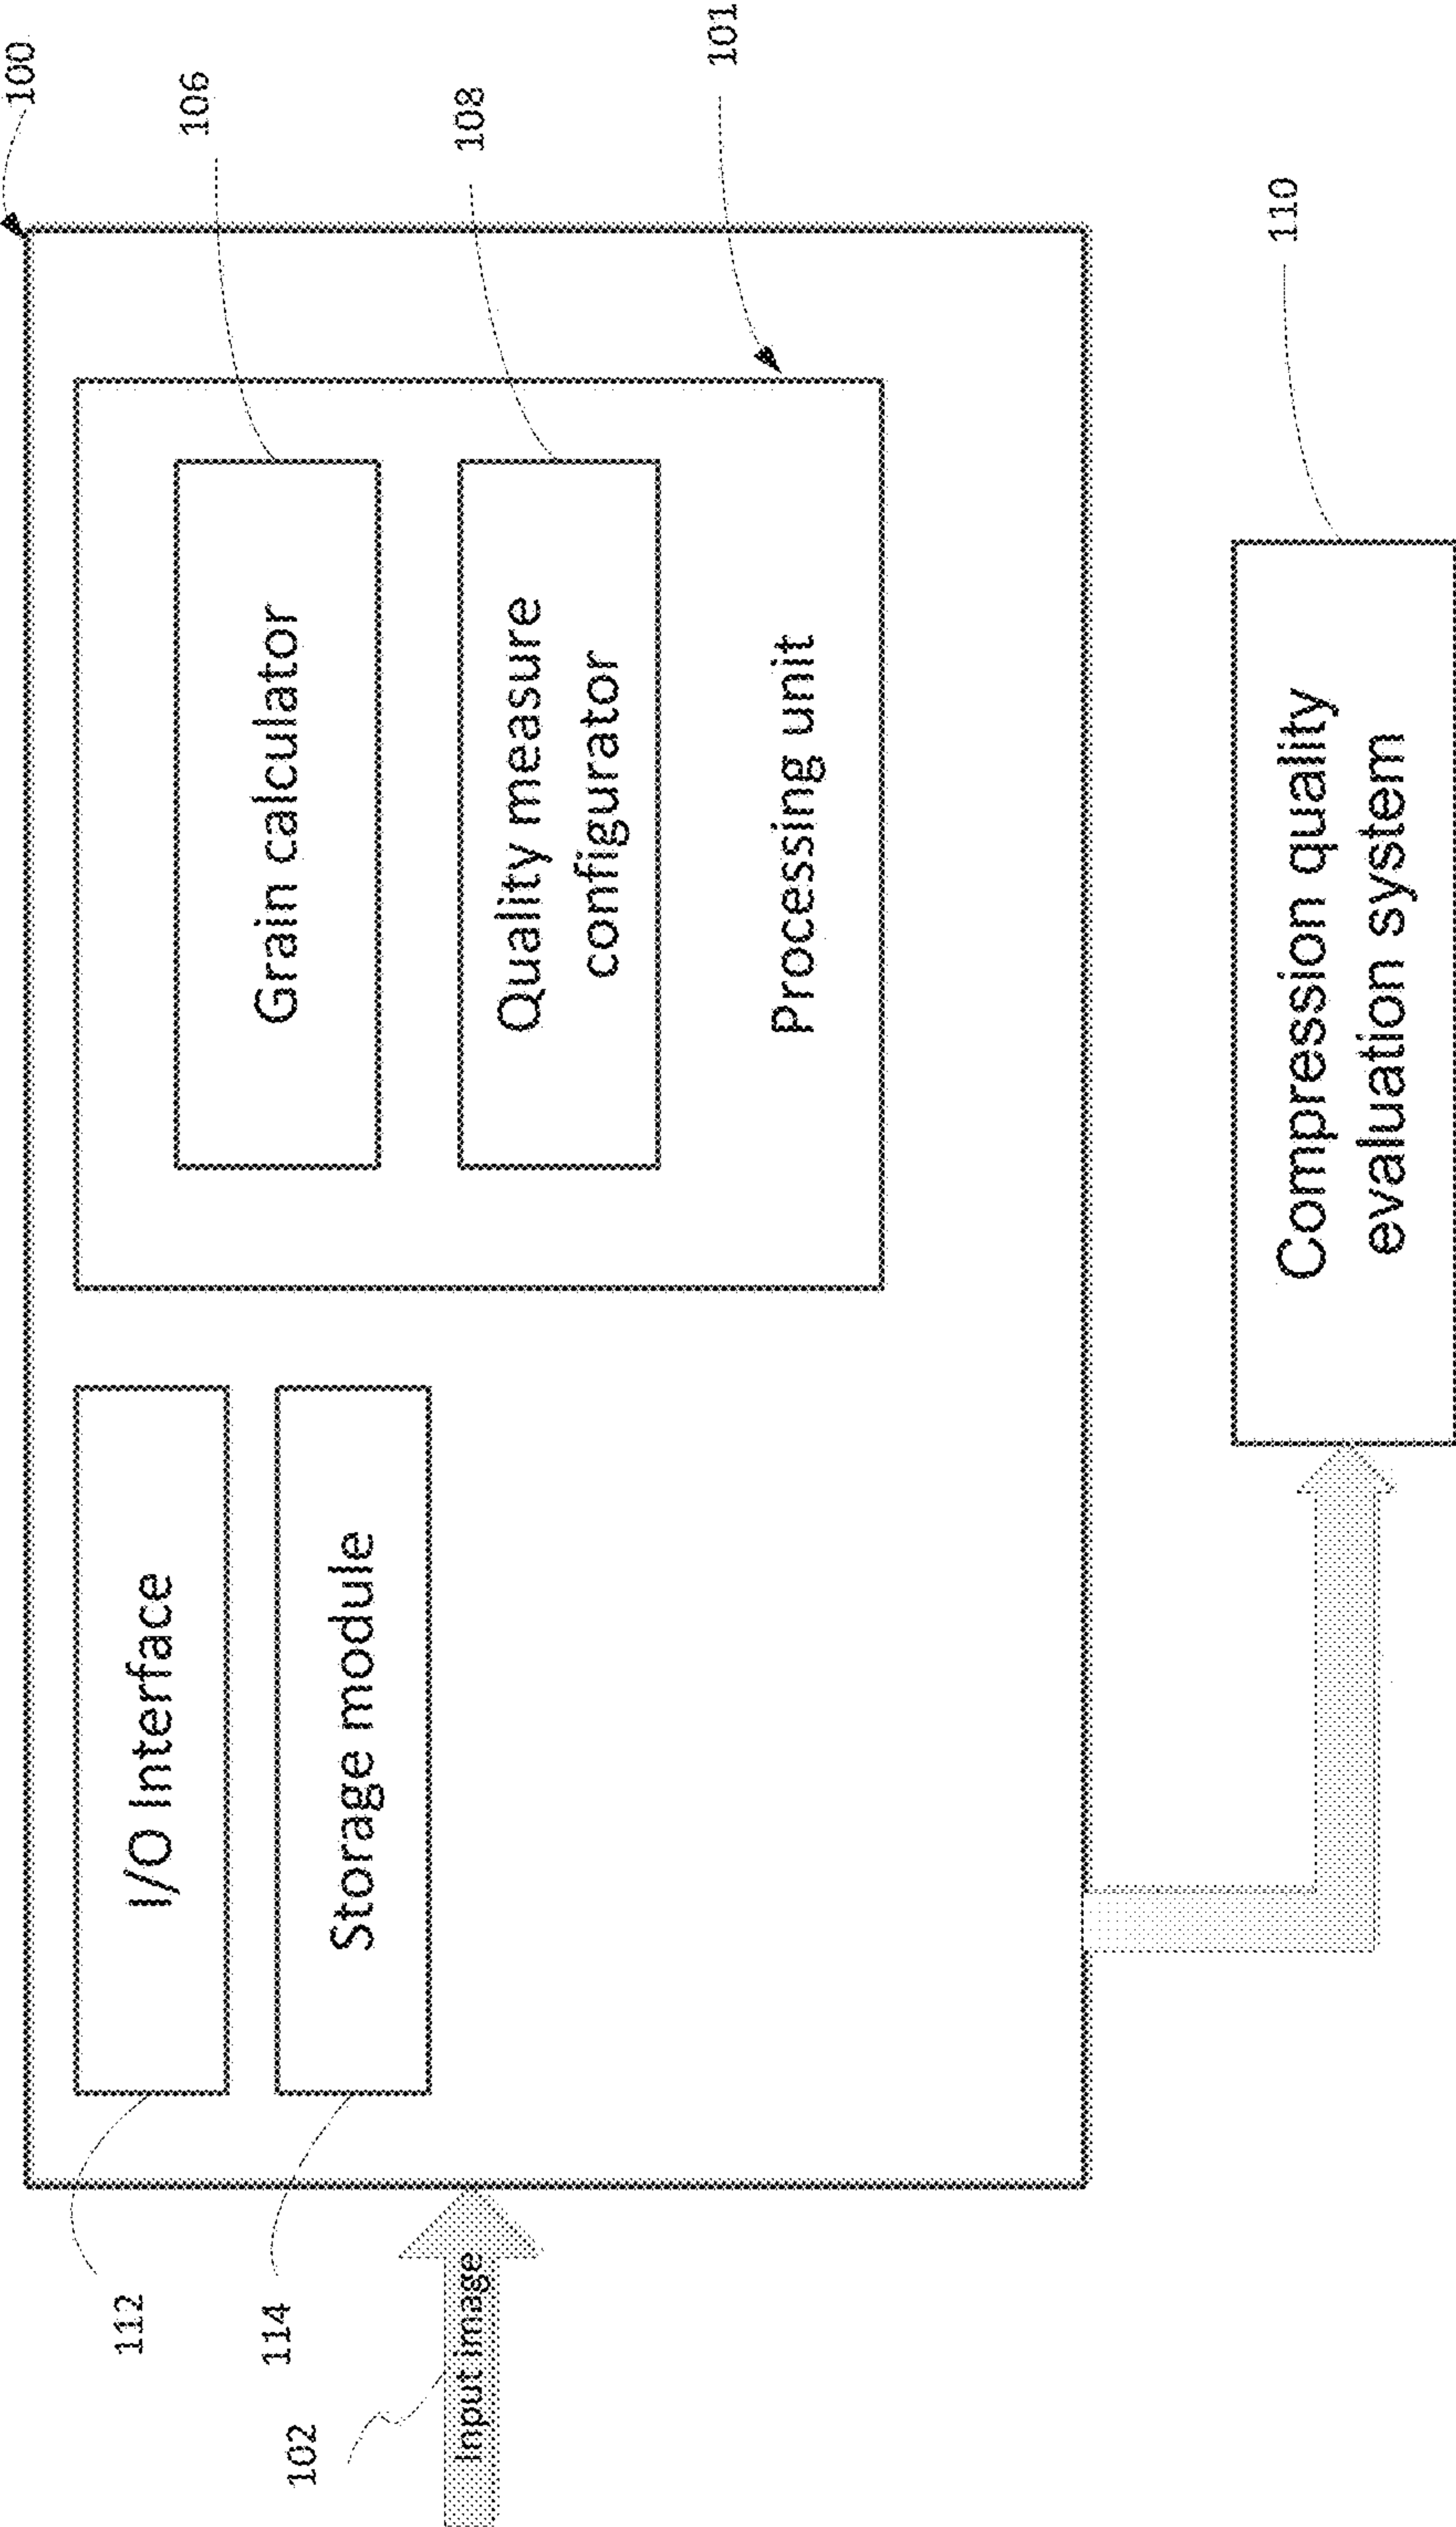 100
112
I/O Interface
106
Grain calculator
114
Storage module
108
Quality measure
configurator
102
Input image
Processing unit
101
110
Compression quality
evaluation system